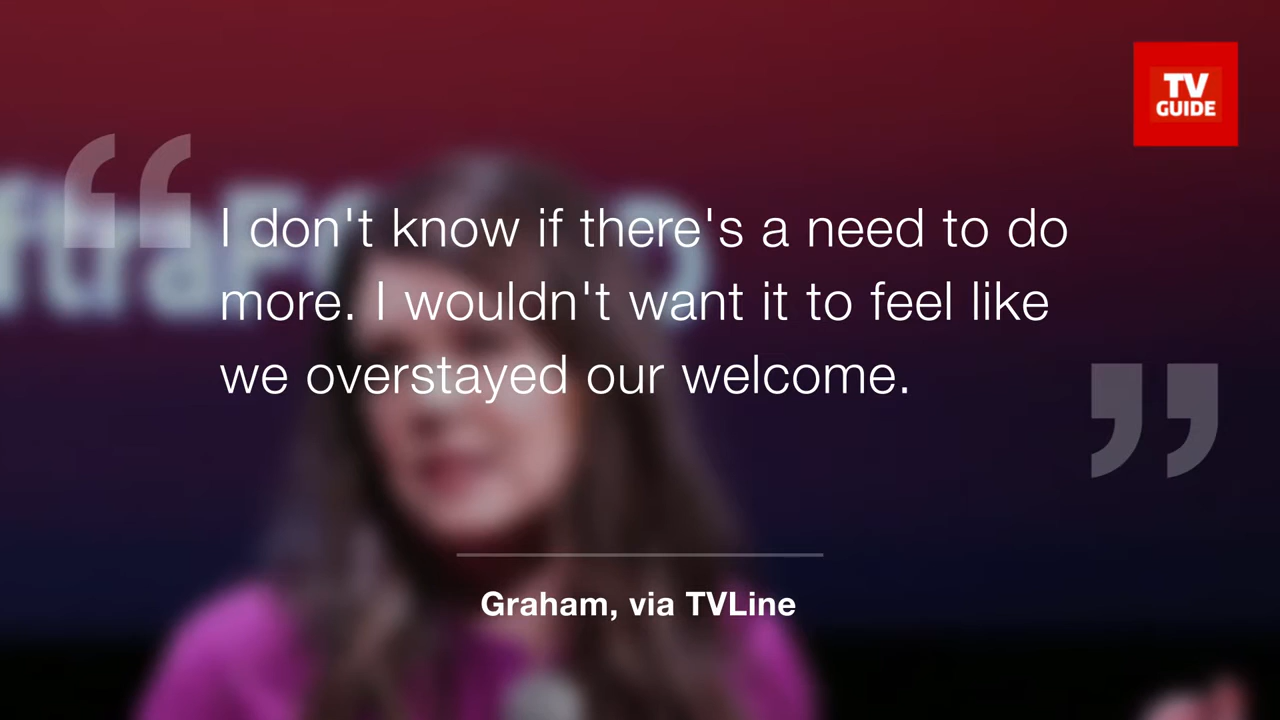 TV
GUIDE
“
I don't know if there's a need to do
more. I wouldn't want it to feel like
we overstayed our welcome.
”
Graham, via TVLine